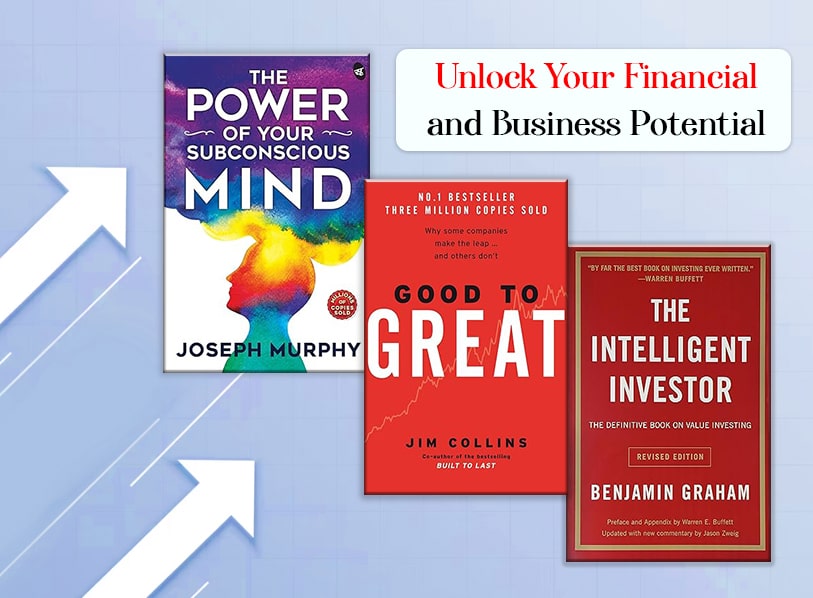 Unlock Your Financial
and Business Potential
THE
POWER
OF YOUR
SUBCONSCIOUS
MIND
MILLIONS
OF
COPIES
SOLD
JOSEPH MURPHY
NO.1 BESTSELLER
THREE MILLION COPIES SOLD
Why some companies
make the leap ...
and others don't
GOOD TO
GREAT
JIM COLLINS
Co-author of the bestselling
BUILT TO LAST
"BY FAR THE BEST BOOK ON INVESTING EVER WRITTEN."
—WARREN BUFFETT
THE
INTELLIGENT
INVESTOR
THE DEFINITIVE BOOK ON VALUE INVESTING
REVISED EDITION
BENJAMIN GRAHAM
Preface and Appendix by Warren E. Buffett
Updated with new commentary by Jason Zweig